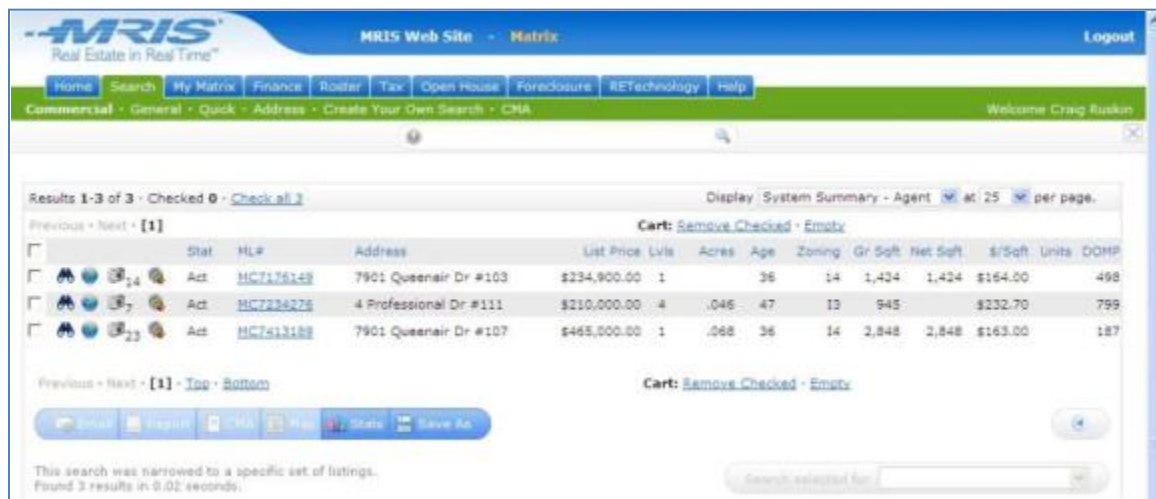 MRIS
Real Estate in Real Time™
MRIS Web Site - Matrix
Logout
Home Search My Matrix Finance Roster Tax Open House Foreclosure RETechnology Help
Commercial · General · Quick · Address · Create Your Own Search · CMA
Welcome Craig Ruskin
Results 1-3 of 3 · Checked 0 · Check all 3
Display System Summary - Agent at 25 per page.
Previous · Next · [1]
Cart: Remove Checked · Empty
Stat ML# Address List Price Lvls Acres Age Zoning Gr Sqft Net Sqft $/Sqft Units DOMP
14 Act MC7176149 7901 Queenair Dr #103 $234,900.00 1 36 14 1,424 1,424 $164.00 498
7 Act MC7234276 4 Professional Dr #111 $210,000.00 4 .046 47 I3 945 $232.70 799
23 Act MC7413189 7901 Queenair Dr #107 $465,000.00 1 .068 36 14 2,848 2,848 $163.00 187
Previous · Next · [1] · Top · Bottom
Cart: Remove Checked · Empty
Email Report CMA Map Stats Save As
This search was narrowed to a specific set of listings.
Found 3 results in 0.02 seconds.
Search selected for: